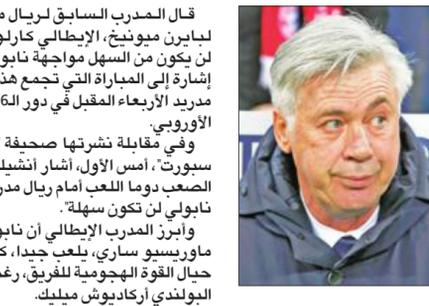 قال المدرب السابق لريال م
لبايرن ميونيخ، الإيطالي كارلو
لن يكون من السهل مواجهة نابو
إشارة إلى المباراة التي تجمع هذ
مدريد الأربعاء المقبل في دور الـ16
الأوروبي.
وفي مقابلة نشرتها صحيفة
سبورت"، أمس الأول، أشار أنشيل
الصعب دوما اللعب أمام ريال مدر
نابولي لن تكون سهلة".
وأبرز المدرب الإيطالي أن نابو
ماوريسيو ساري، يلعب جيدا، ك
حيال القوة الهجومية للفريق، رغ
البولندي أركاديوش ميليك.